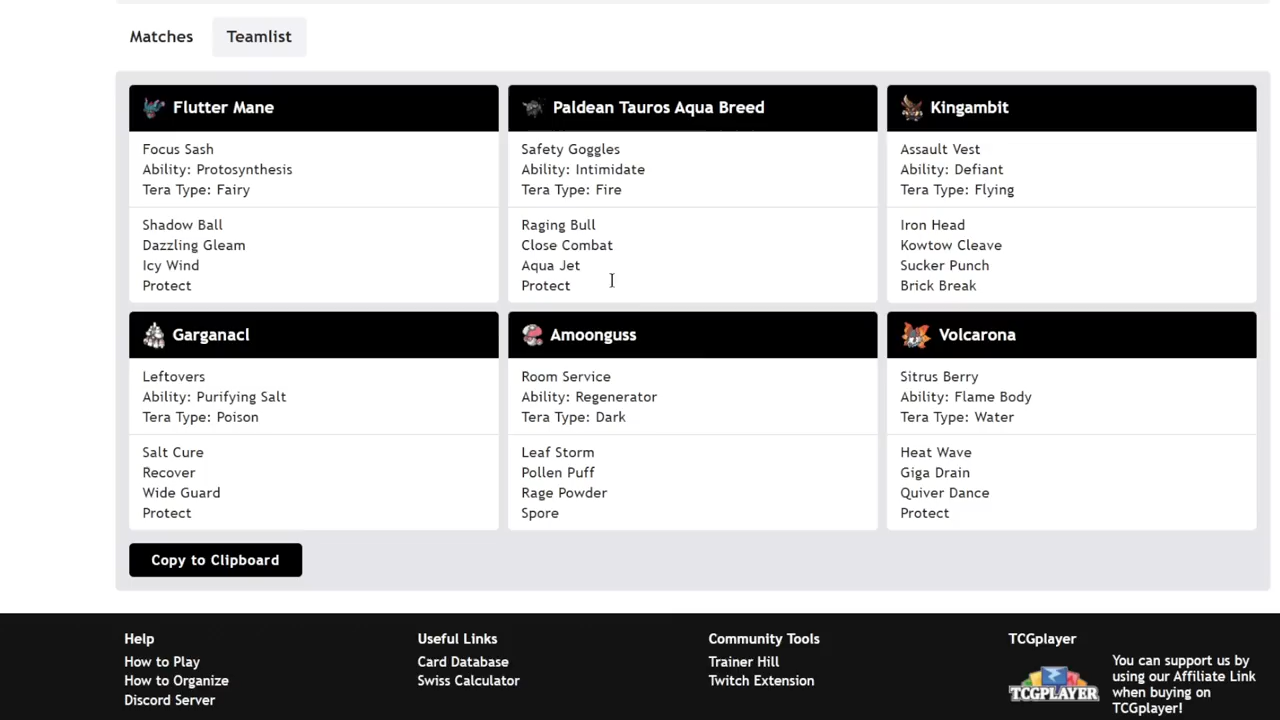 Matches
Teamlist
Flutter Mane
Focus Sash
Ability: Protosynthesis
Tera Type: Fairy
Shadow Ball
Dazzling Gleam
Icy Wind
Protect
Paldean Tauros Aqua Breed
Safety Goggles
Ability: Intimidate
Tera Type: Fire
Raging Bull
Close Combat
Aqua Jet
Protect
Kingambit
Assault Vest
Ability: Defiant
Tera Type: Flying
Iron Head
Kowtow Cleave
Sucker Punch
Brick Break
Garganacl
Leftovers
Ability: Purifying Salt
Tera Type: Poison
Salt Cure
Recover
Wide Guard
Protect
Amoonguss
Room Service
Ability: Regenerator
Tera Type: Dark
Leaf Storm
Pollen Puff
Rage Powder
Spore
Volcarona
Sitrus Berry
Ability: Flame Body
Tera Type: Water
Heat Wave
Giga Drain
Quiver Dance
Protect
Copy to Clipboard
Help
How to Play
How to Organize
Discord Server
Useful Links
Card Database
Swiss Calculator
Community Tools
Trainer Hill
Twitch Extension
TCGplayer
TCGPLAYER
You can support us by
using our Affiliate Link
when buying on
TCGplayer!